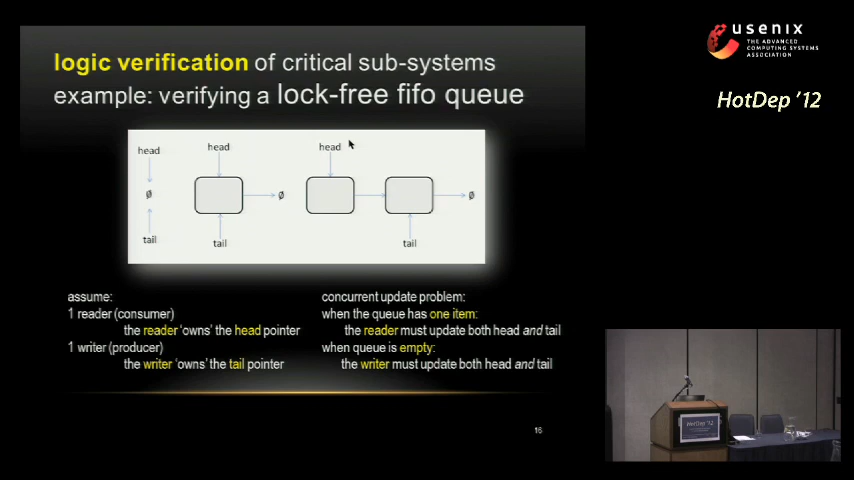 logic verification of critical sub-systems
example: verifying a lock-free fifo queue
head
head
head
ø
ø
ø
tail
tail
tail
assume:
1 reader (consumer)
the reader 'owns' the head pointer
1 writer (producer)
the writer 'owns' the tail pointer
concurrent update problem:
when the queue has one item:
the reader must update both head and tail
when queue is empty:
the writer must update both head and tail
16
usenix
THE ADVANCED
COMPUTING SYSTEMS
ASSOCIATION
HotDep '12
HotDep '12